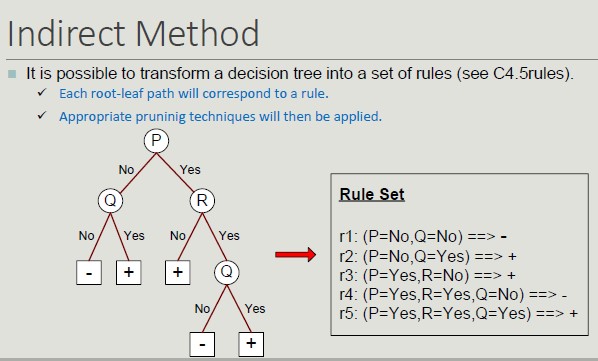 Indirect Method
It is possible to transform a decision tree into a set of rules (see C4.5rules).
Each root-leaf path will correspond to a rule.
Appropriate pruninig techniques will then be applied.
P
No Yes
Q R
No Yes No Yes
- + + Q
No Yes
- +
Rule Set
r1: (P=No,Q=No) ==> -
r2: (P=No,Q=Yes) ==> +
r3: (P=Yes,R=No) ==> +
r4: (P=Yes,R=Yes,Q=No) ==> -
r5: (P=Yes,R=Yes,Q=Yes) ==> +